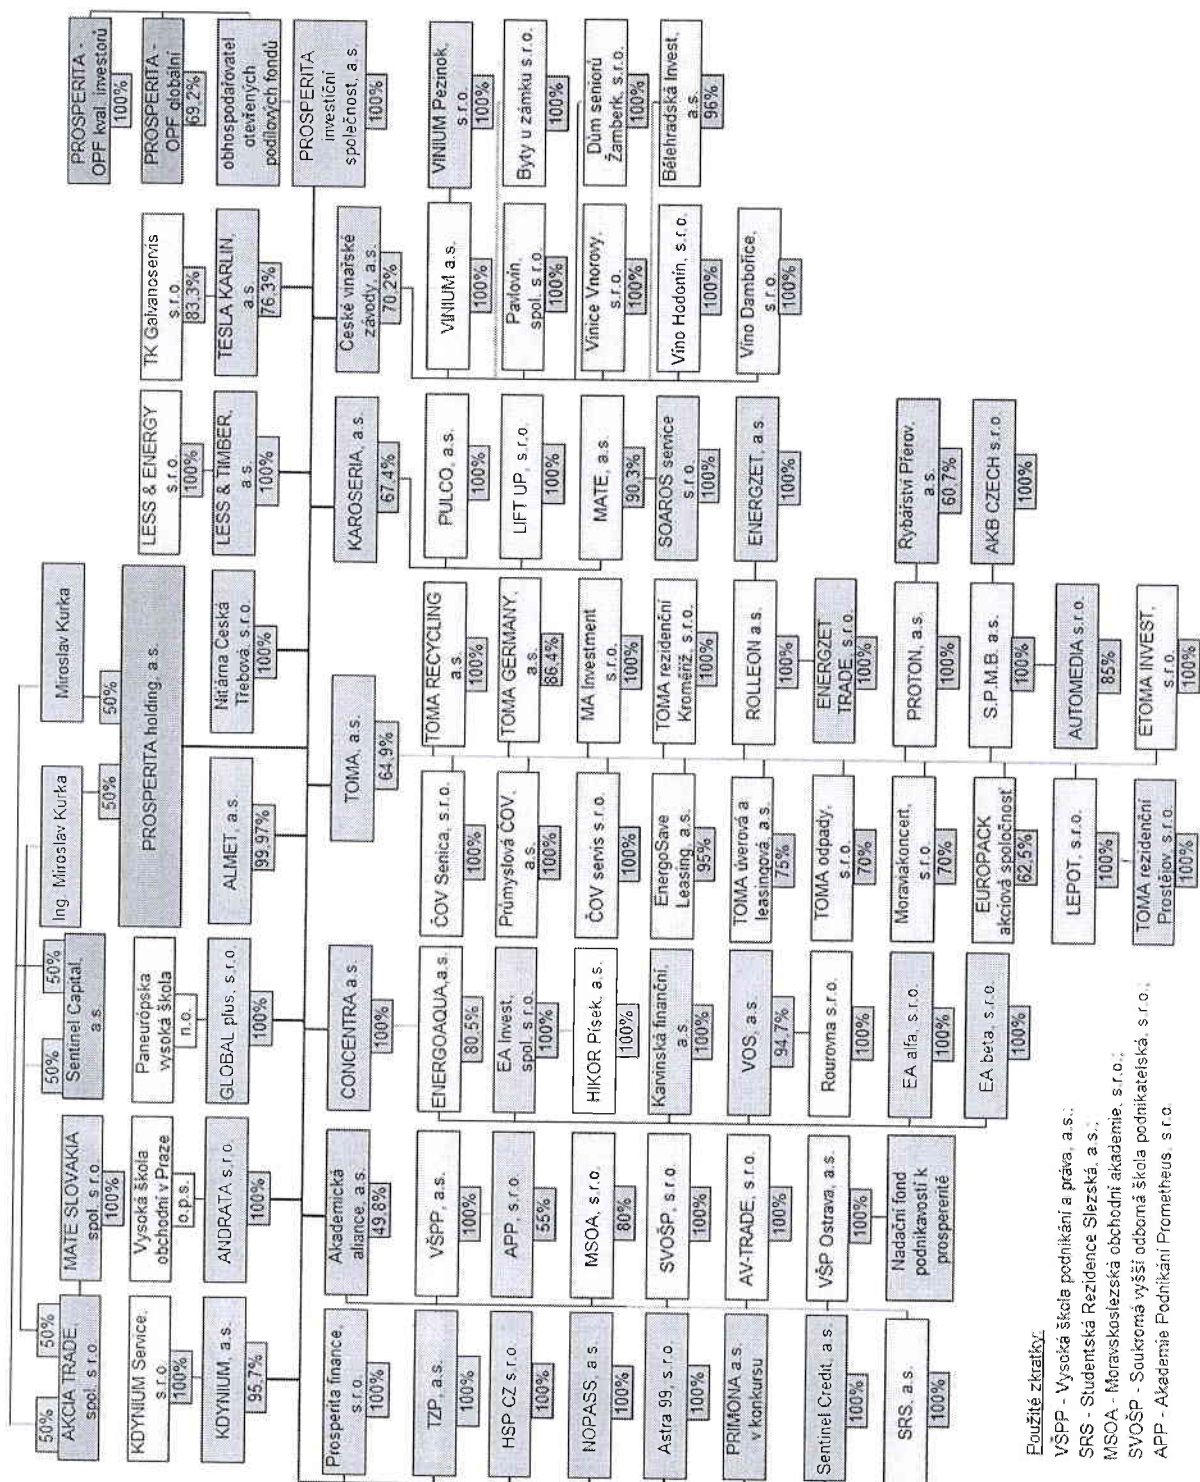 Miroslav Kurka
50%
Ing. Miroslav Kurka
50%
PROSPERITA holding, a.s.
50%
AKCIA TRADE,
spol. s r.o.
50%
MATE SLOVAKIA
spol. s r.o.
100%
50%
Sentinel Capital,
a.s.
50%
KDYNIUM Service,
s.r.o.
100%
Vysoká škola
obchodní v Praze
o.p.s.
Paneurópska
vysoká škola
n.o.
LESS & ENERGY
s.r.o.
100%
TK Galvanoservis
s.r.o.
83,3%
PROSPERITA -
OPF kval. investorů
100%
PROSPERITA -
OPF globální
69,2%
obhospodařovatel
otevřených
podílových fondů
KDYNIUM, a.s.
95,7%
ANDRATA s.r.o.
100%
GLOBAL plus, s.r.o.
100%
ALMET, a.s.
99,97%
Nitárna Česká
Třebová, s.r.o.
100%
LESS & TIMBER,
a.s.
100%
TESLA KARLIN,
a.s.
76,3%
PROSPERITA
investiční
společnost, a.s.
100%
Prosperita finance,
s.r.o.
100%
Akademická
aliance, a.s.
49,8%
CONCENTRA a.s.
100%
TOMA, a.s.
64,9%
KAROSERIA, a.s.
67,4%
České vinařské
závody, a.s.
70,2%
TZP, a.s.
100%
HSP CZ s.r.o.
100%
NOPASS, a.s.
100%
Astra 99, s.r.o.
100%
PRIMONA a.s.
v konkursu
Sentinel Credit, a.s.
100%
SRS, a.s.
100%
VŠPP, a.s.
100%
APP, s.r.o.
55%
MSOA, s.r.o.
80%
SVOŠP, s.r.o.
100%
AV-TRADE, s.r.o.
100%
VŠP Ostrava, a.s.
100%
Nadační fond
podnikavosti k
prosperitě
ENERGOAQUA,a.s.
80,5%
EA Invest,
spol. s r.o.
100%
HIKOR Písek, a.s.
100%
Karvinská finanční,
a.s.
100%
VOS, a.s.
94,7%
Rourovna s.r.o.
100%
EA alfa, s.r.o.
100%
EA beta, s.r.o.
100%
ČOV Senica, s.r.o.
100%
Průmyslová ČOV,
a.s.
100%
ČOV servis s.r.o.
100%
EnergoSave
Leasing, a.s.
95%
TOMA úverová a
leasingová, a.s.
75%
TOMA odpady,
s.r.o.
70%
Moraviakoncert,
s.r.o.
70%
EUROPACK
akciová spoločnosť
62,5%
LEPOT, s.r.o.
100%
TOMA rezidenční
Prostějov, s.r.o.
100%
TOMA RECYCLING
a.s.
100%
TOMA GERMANY,
a.s.
86,4%
MA Investment
s.r.o.
100%
TOMA rezidenční
Kroměříž, s.r.o.
100%
ROLLEON a.s.
100%
ENERGZET
TRADE, s.r.o.
100%
PROTON, a.s.
100%
S.P.M.B. a.s.
100%
AUTOMEDIA s.r.o.
85%
ETOMA INVEST,
s.r.o.
100%
PULCO, a.s.
100%
LIFT UP, s.r.o.
100%
MATE, a.s.
90,3%
SOAROS service
s.r.o.
100%
ENERGZET, a.s.
100%
Rybářství Přerov,
a.s.
60,7%
AKB CZECH s.r.o.
100%
VINIUM a.s.
100%
Pavlovín,
spol. s r.o.
100%
Vinice Vnorovy,
s.r.o.
100%
Víno Hodonín, s.r.o.
100%
Víno Dambořice,
s.r.o.
100%
VINIUM Pezinok,
s r.o.
100%
Byty u zámku s.r.o.
100%
Dům seniorů
Žamberk, s.r.o.
100%
Bělehradská Invest,
a.s.
96%
Použité zkratky:
VŠPP - Vysoká škola podnikání a práva, a.s.;
SRS - Studentská Rezidence Slezská, a.s.;
MSOA - Moravskoslezská obchodní akademie, s.r.o.;
SVOŠP - Soukromá vyšší odborná škola podnikatelská, s.r.o.;
APP - Akademie Podnikání Prometheus, s r.o.